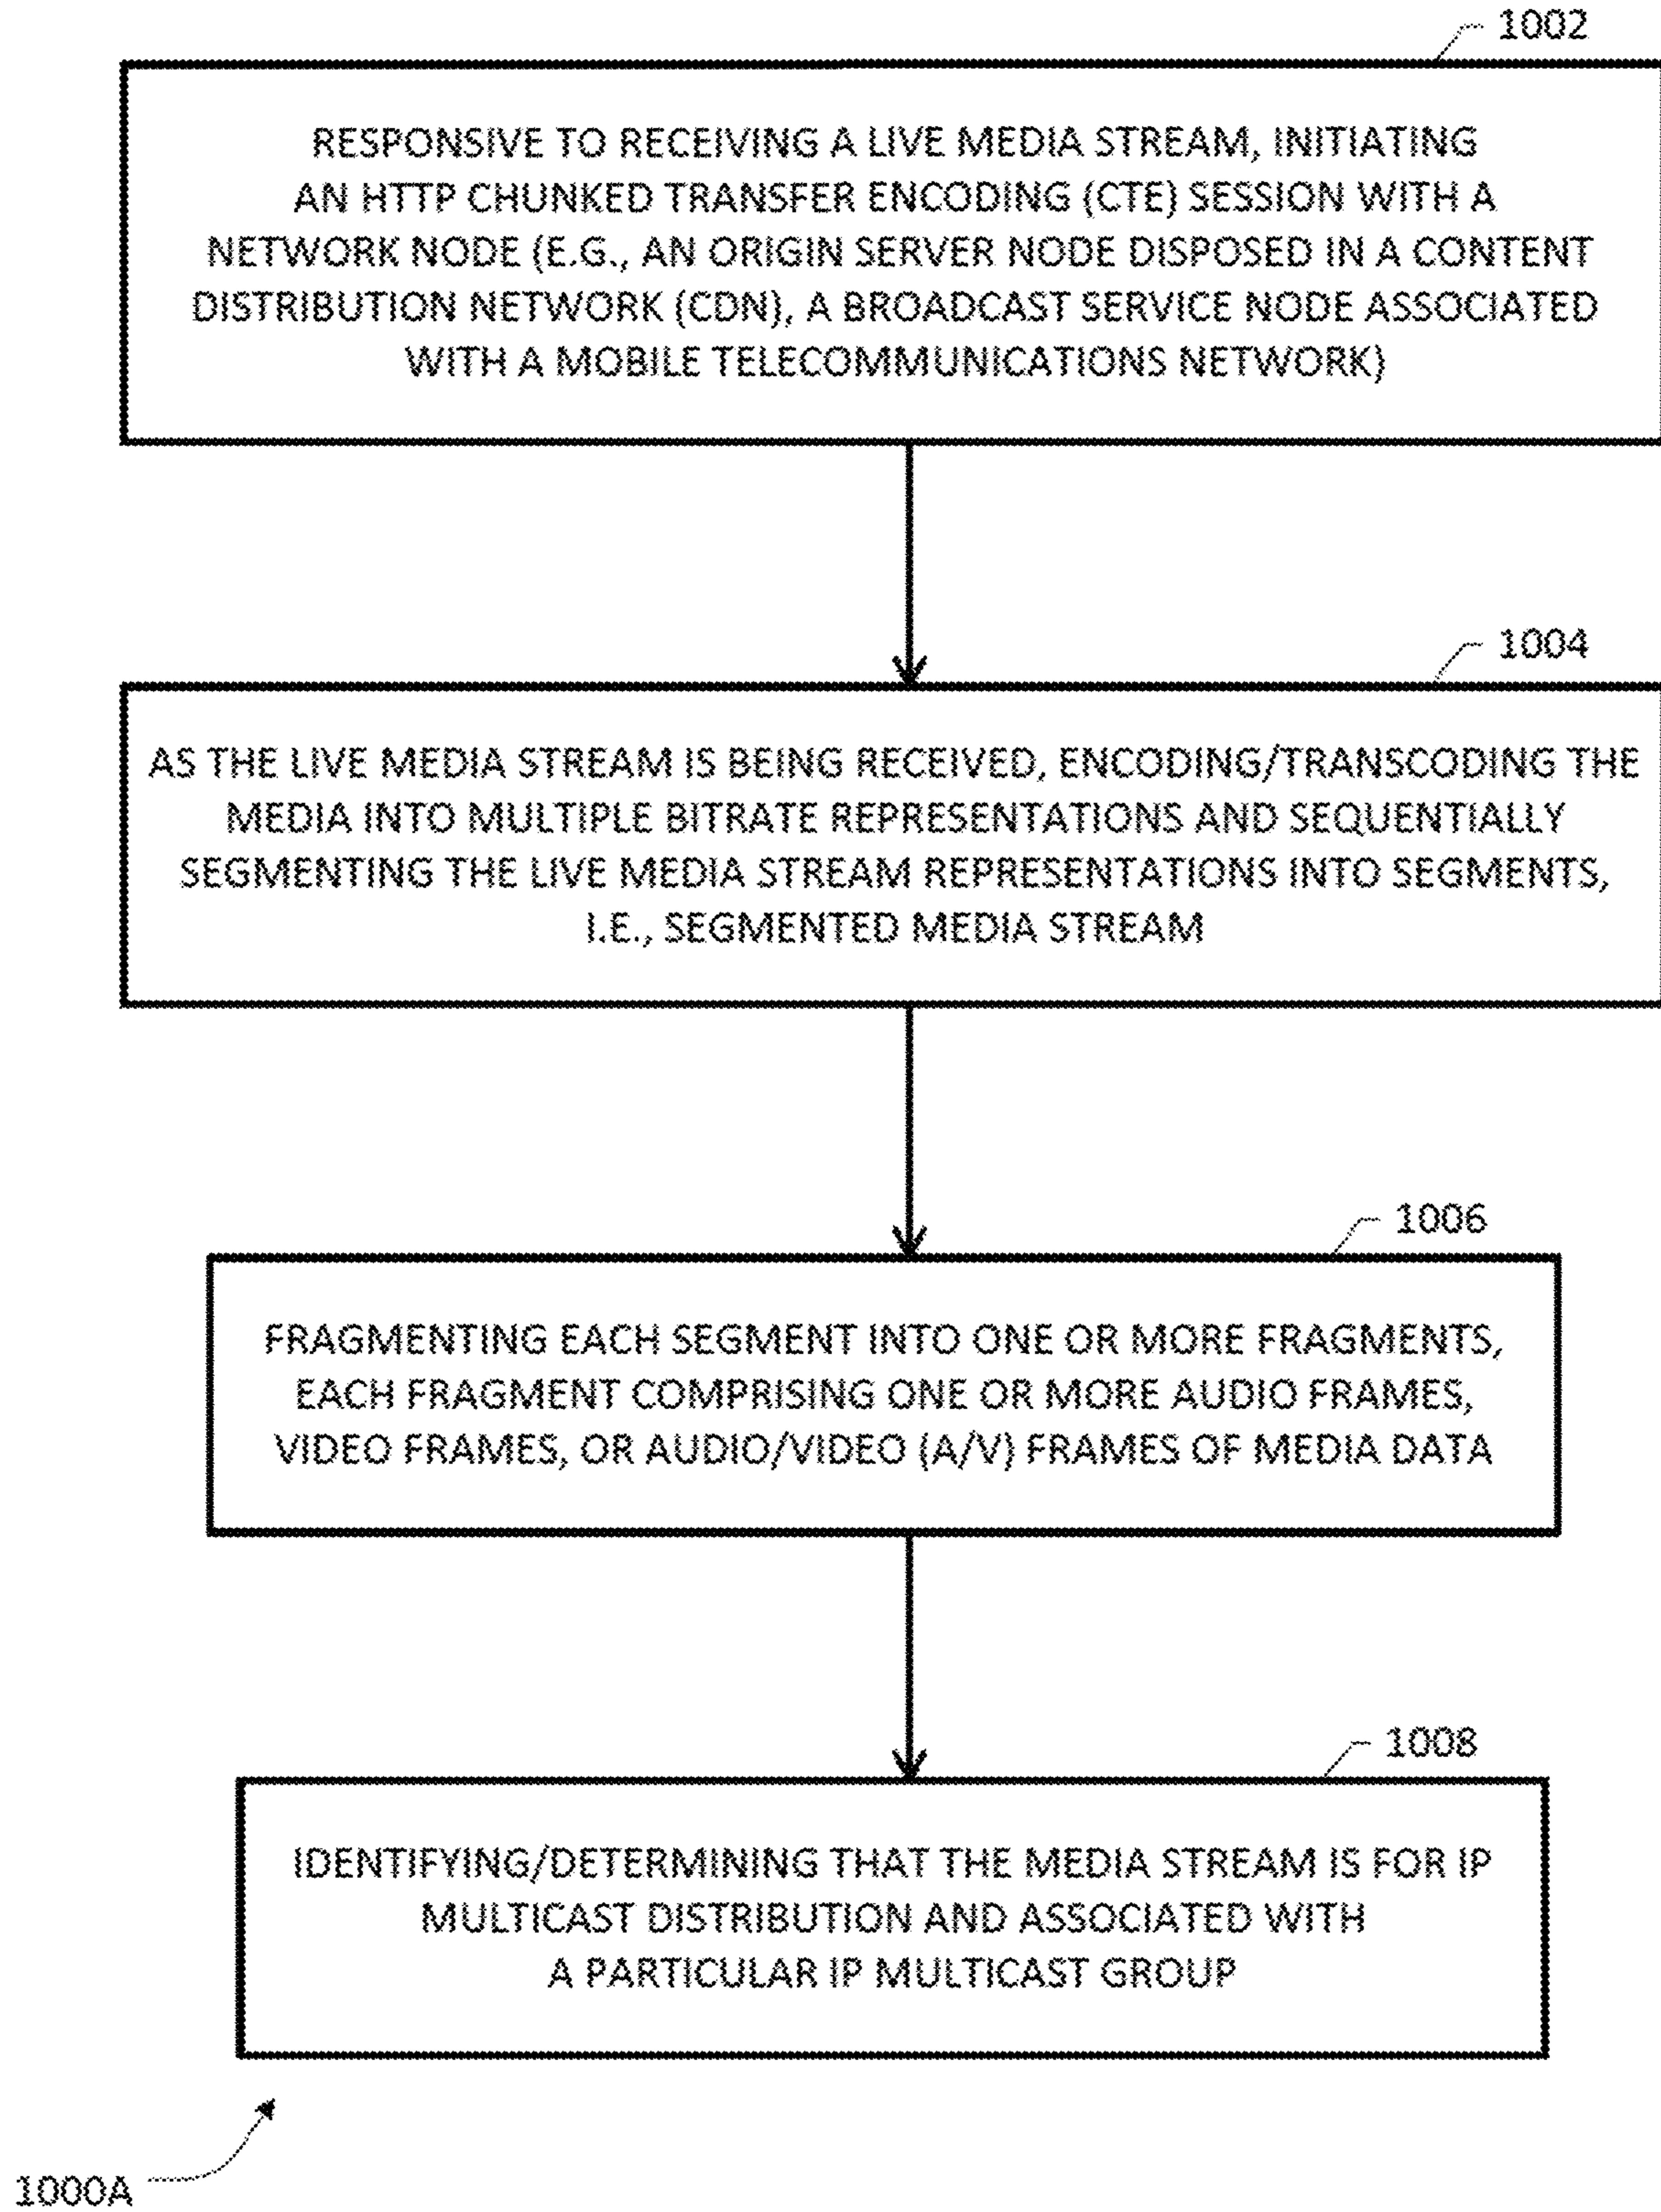 1002
RESPONSIVE TO RECEIVING A LIVE MEDIA STREAM, INITIATING
AN HTTP CHUNKED TRANSFER ENCODING (CTE) SESSION WITH A
NETWORK NODE (E.G., AN ORIGIN SERVER NODE DISPOSED IN A CONTENT
DISTRIBUTION NETWORK (CDN), A BROADCAST SERVICE NODE ASSOCIATED
WITH A MOBILE TELECOMMUNICATIONS NETWORK)
1004
AS THE LIVE MEDIA STREAM IS BEING RECEIVED, ENCODING/TRANSCODING THE
MEDIA INTO MULTIPLE BITRATE REPRESENTATIONS AND SEQUENTIALLY
SEGMENTING THE LIVE MEDIA STREAM REPRESENTATIONS INTO SEGMENTS,
I.E., SEGMENTED MEDIA STREAM
1006
FRAGMENTING EACH SEGMENT INTO ONE OR MORE FRAGMENTS,
EACH FRAGMENT COMPRISING ONE OR MORE AUDIO FRAMES,
VIDEO FRAMES, OR AUDIO/VIDEO (A/V) FRAMES OF MEDIA DATA
1008
IDENTIFYING/DETERMINING THAT THE MEDIA STREAM IS FOR IP
MULTICAST DISTRIBUTION AND ASSOCIATED WITH
A PARTICULAR IP MULTICAST GROUP
1000A